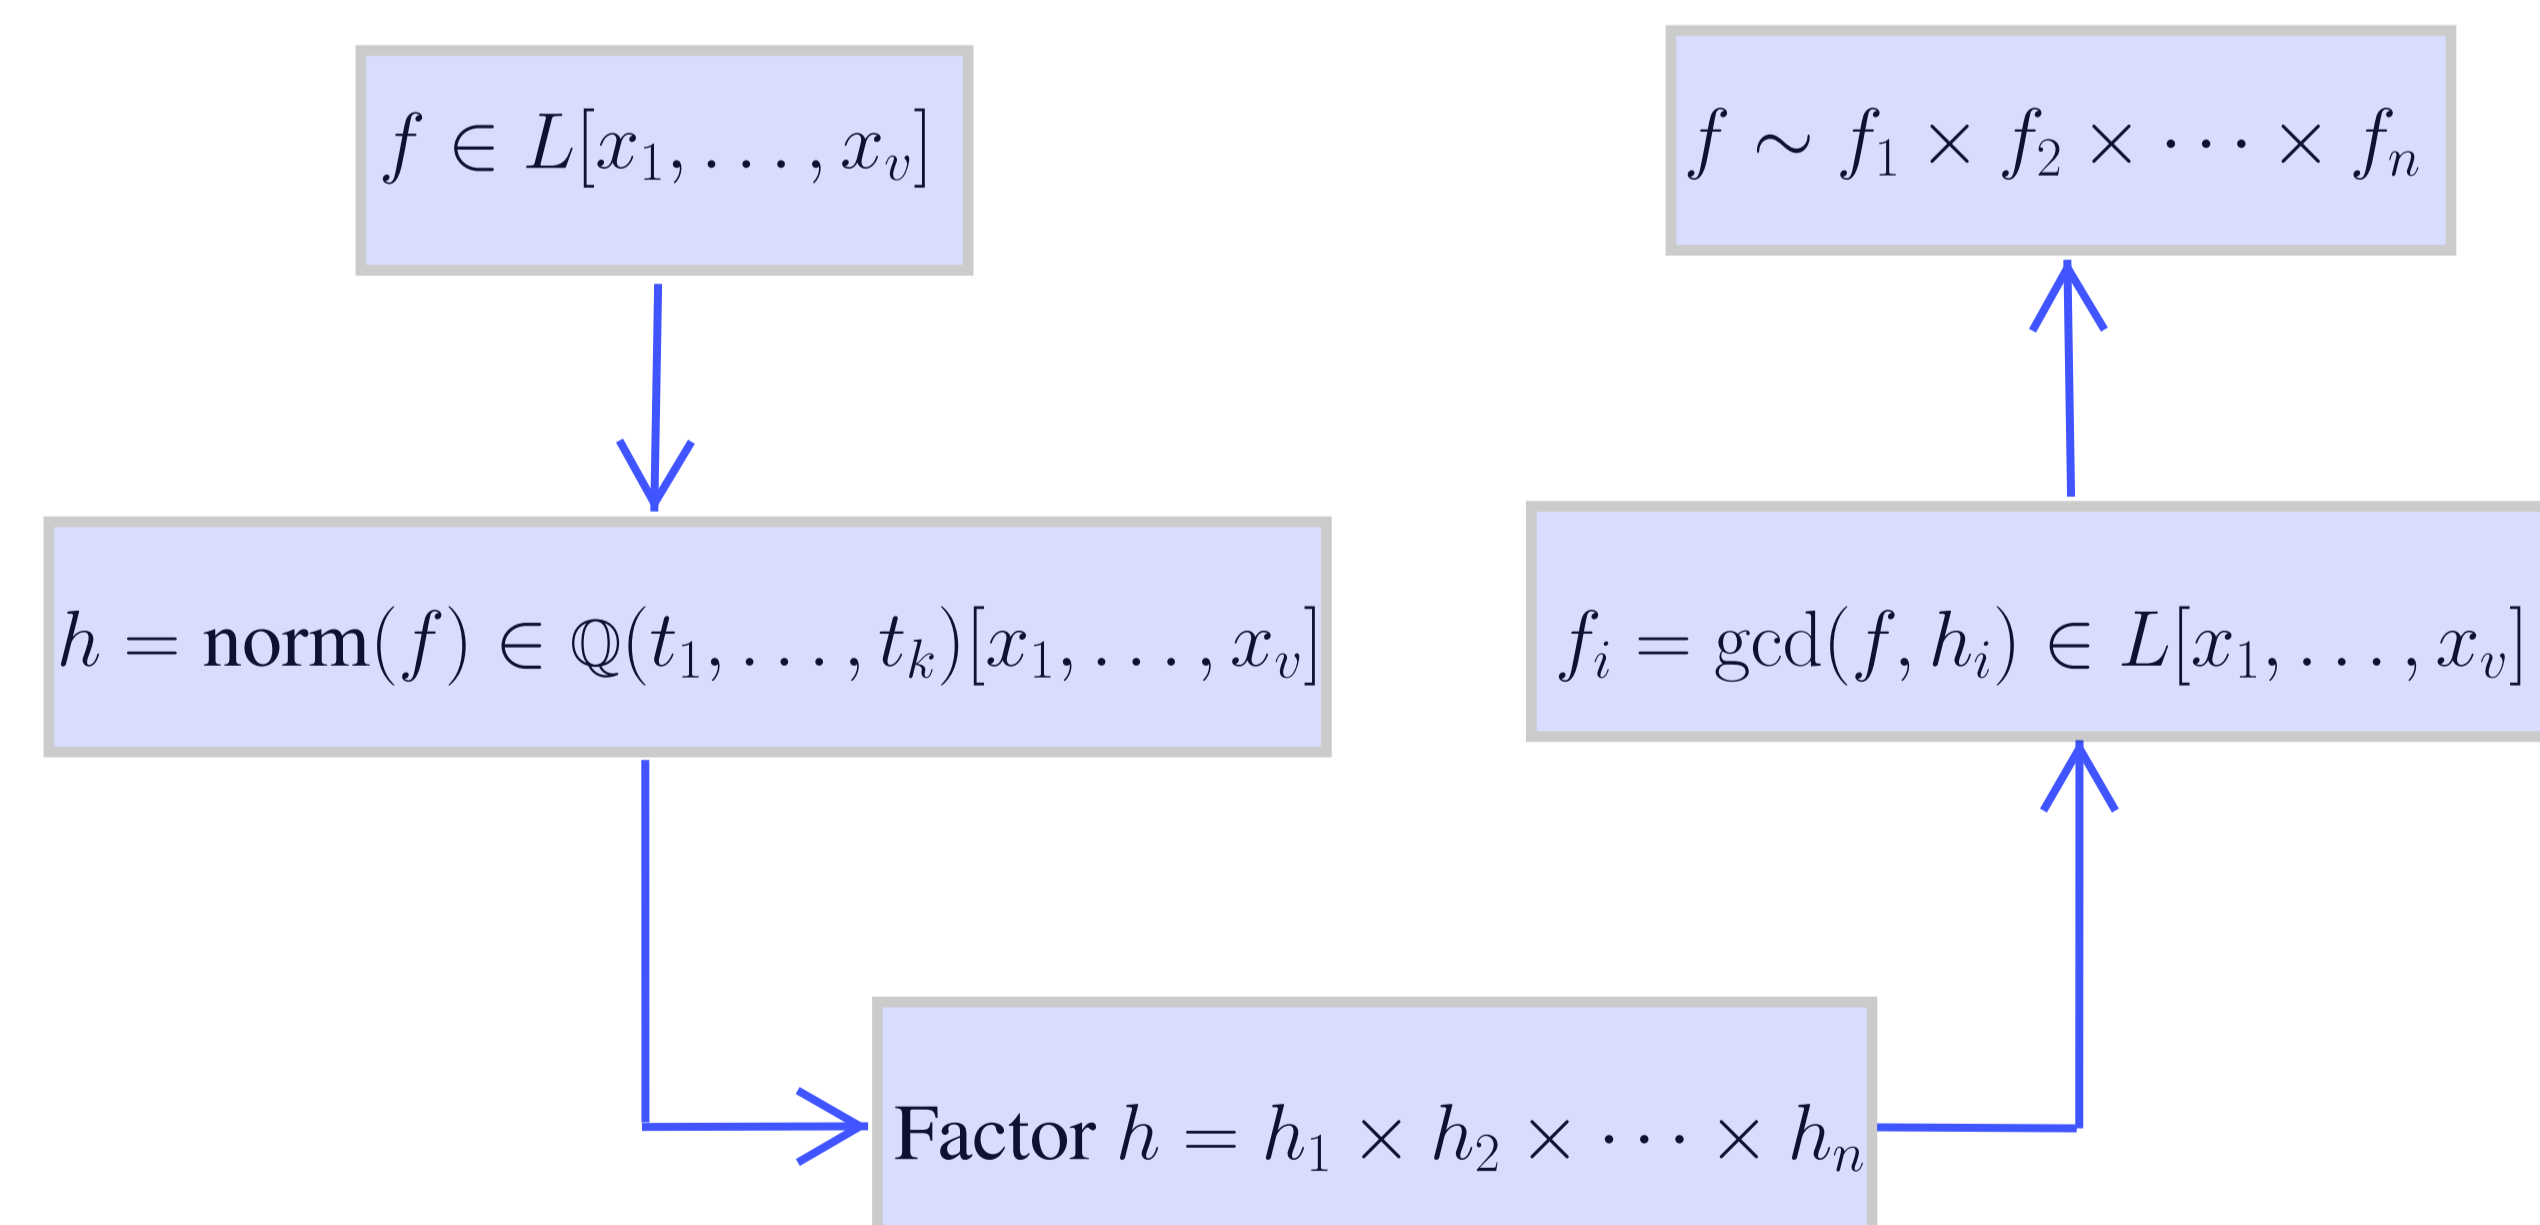 f ∈ L[x₁, . . . , xᵥ]
h = norm(f) ∈ ℚ(t₁, . . . , tₖ)[x₁, . . . , xᵥ]
Factor h = h₁ × h₂ × · · · × hₙ
fᵢ = gcd(f, hᵢ) ∈ L[x₁, . . . , xᵥ]
f ∼ f₁ × f₂ × · · · × fₙ